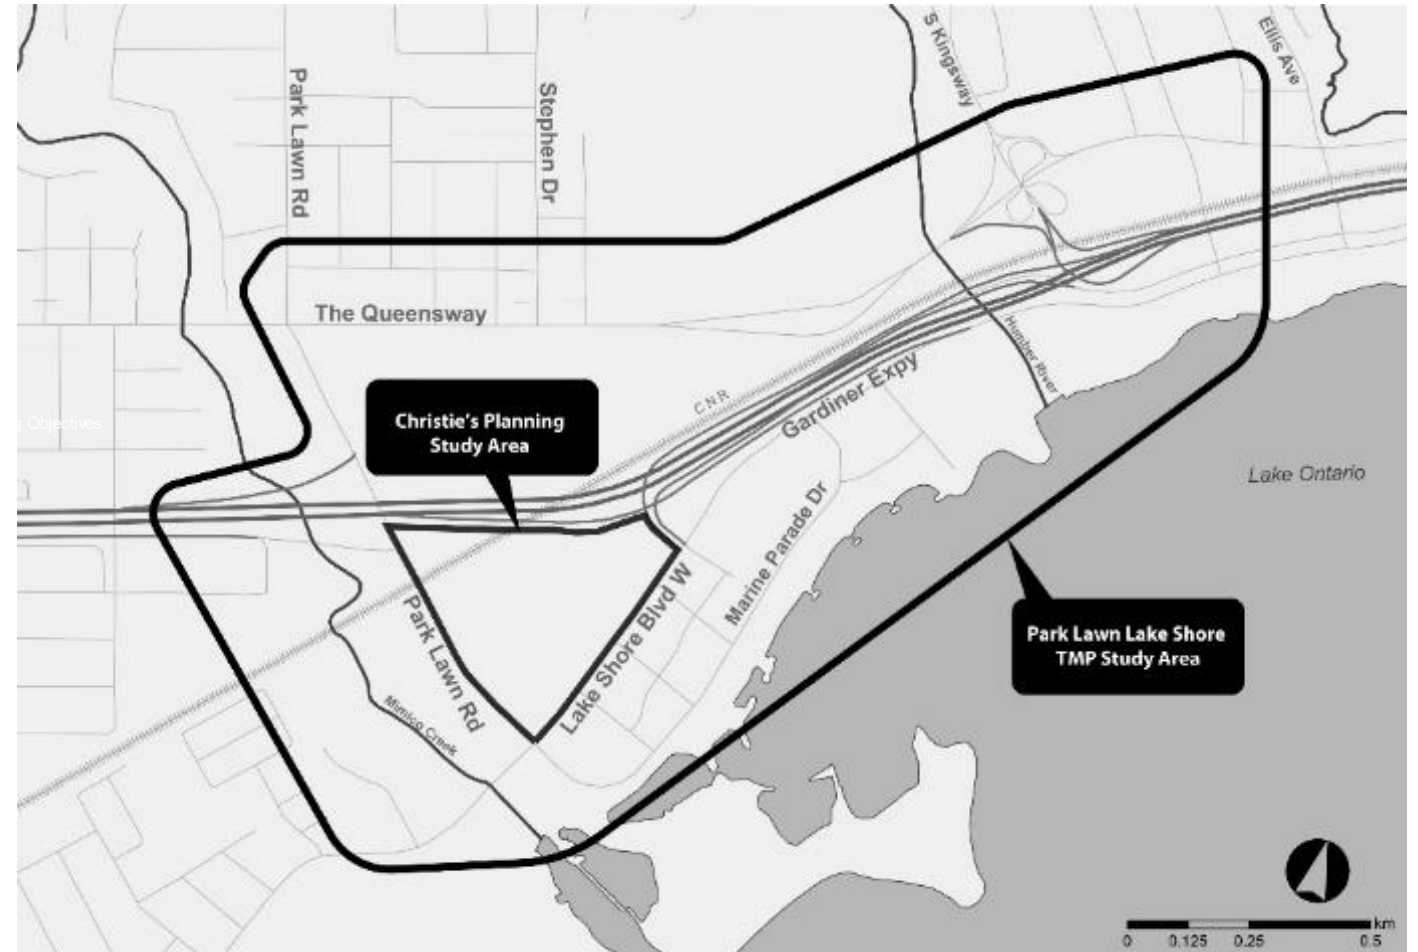 S Kingsway
Ellis Ave
Park Lawn Rd
Stephen Dr
The Queensway
Humber River
CNR
Gardiner Expy
Christie's Planning
Study Area
g Objectives
Lake Ontario
Marine Parade Dr
Lake Shore Blvd W
Park Lawn Rd
Mimico Creek
Park Lawn Lake Shore
TMP Study Area
km
0 0.125 0.25 0.5